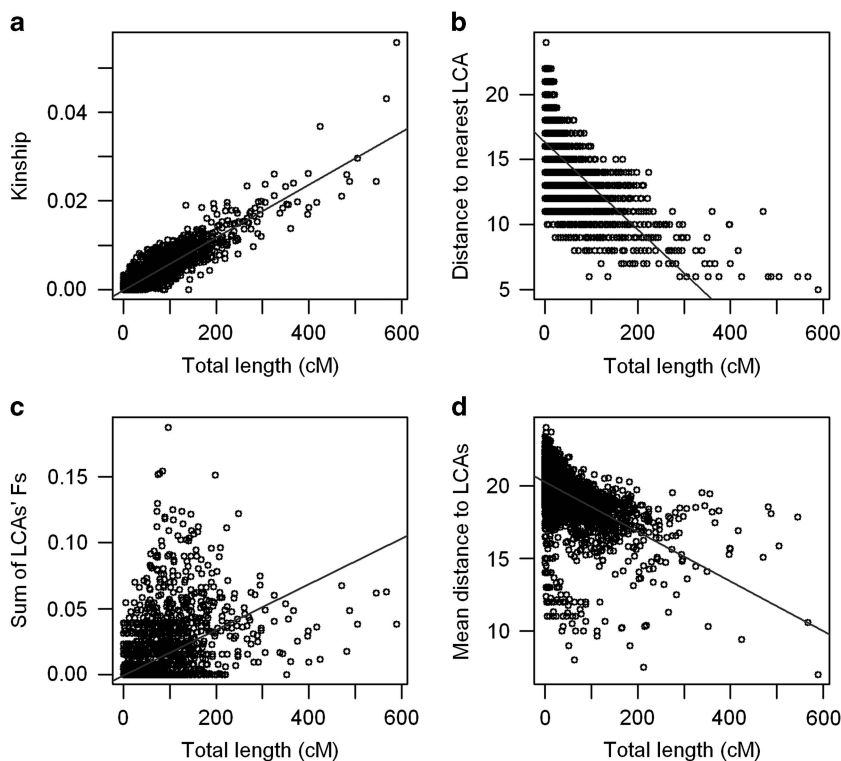 a
Kinship
0.04
0.02
0.00
0 200 400 600
Total length (cM)
b
Distance to nearest LCA
20
15
10
5
0 200 400 600
Total length (cM)
c
Sum of LCAs' Fs
0.15
0.10
0.05
0.00
0 200 400 600
Total length (cM)
d
Mean distance to LCAs
20
15
10
0 200 400 600
Total length (cM)